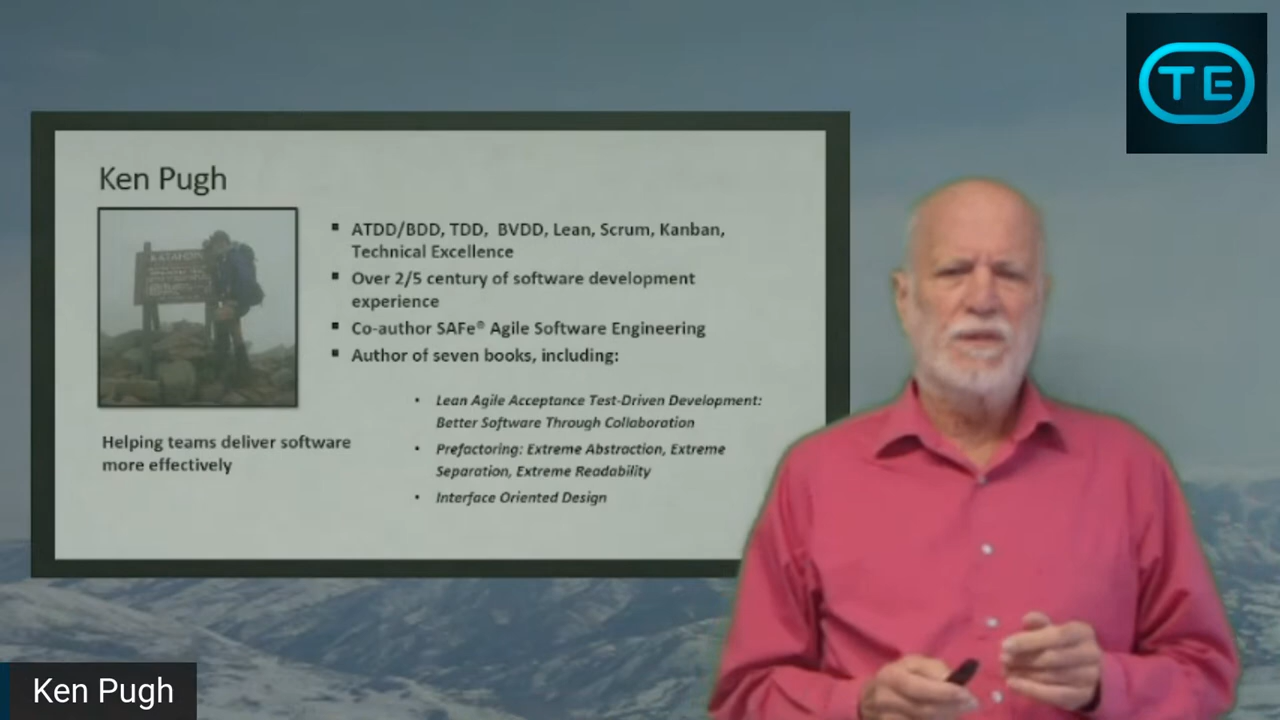 TE
Ken Pugh
KATAHDIN
ATDD/BDD, TDD, BVDD, Lean, Scrum, Kanban,
Technical Excellence
Over 2/5 century of software development
experience
Co-author SAFe® Agile Software Engineering
Author of seven books, including:
Lean Agile Acceptance Test-Driven Development:
Better Software Through Collaboration
Prefactoring: Extreme Abstraction, Extreme
Separation, Extreme Readability
Interface Oriented Design
Helping teams deliver software
more effectively
Ken Pugh